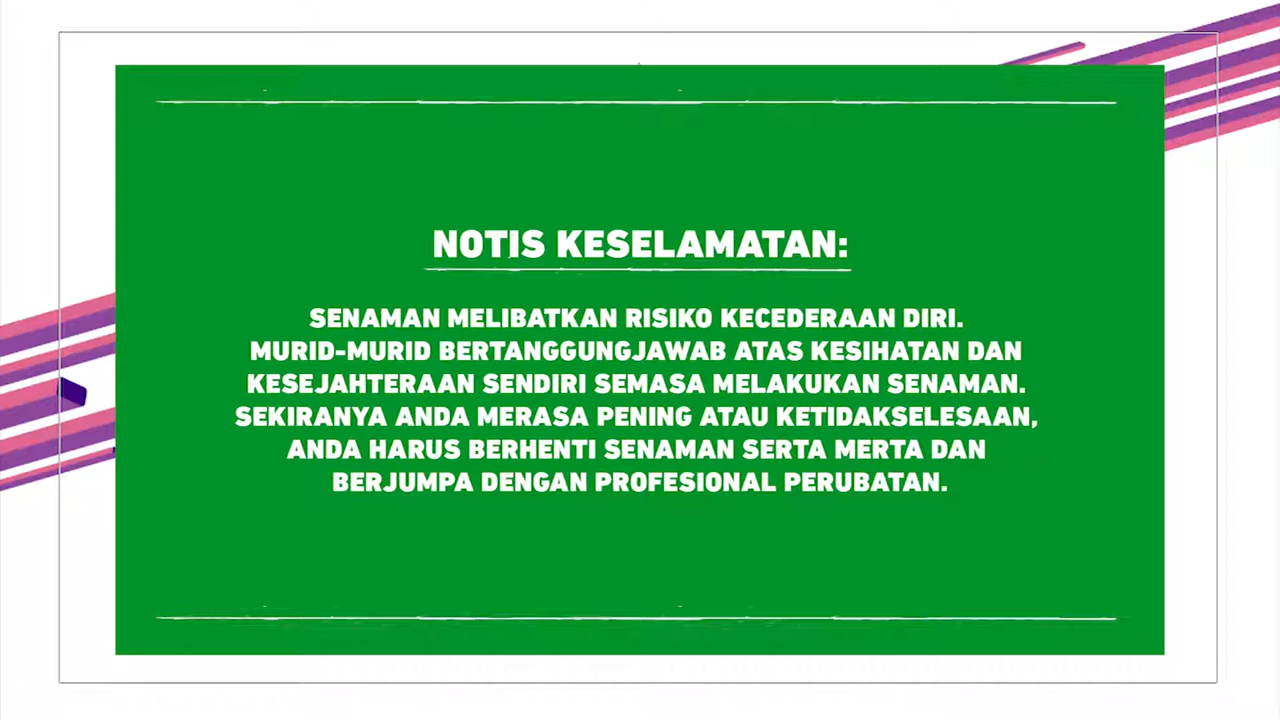 NOTIS KESELAMATAN:
SENAMAN MELIBATKAN RISIKO KECEDERAAN DIRI.
MURID-MURID BERTANGGUNGJAWAB ATAS KESIHATAN DAN
KESEJAHTERAAN SENDIRI SEMASA MELAKUKAN SENAMAN.
SEKIRANYA ANDA MERASA PENING ATAU KETIDAKSELESAAN,
ANDA HARUS BERHENTI SENAMAN SERTA MERTA DAN
BERJUMPA DENGAN PROFESIONAL PERUBATAN.